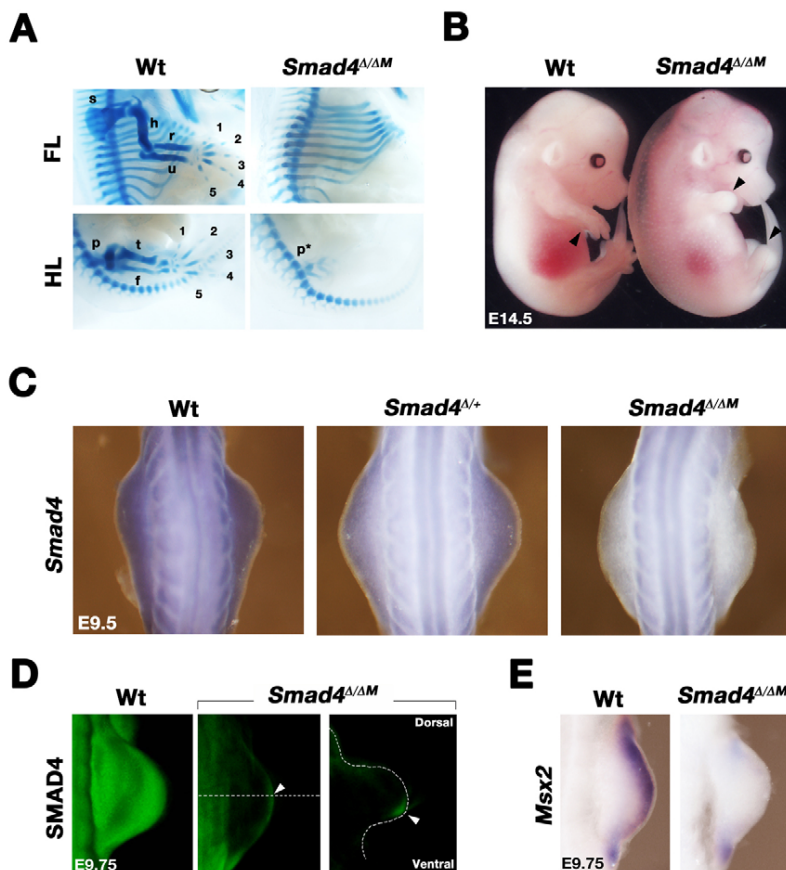 A
Wt
Smad4Δ/ΔM
FL
s
h
r
u
1
2
3
4
5
HL
p
t
f
1
2
3
4
5
p*
B
Wt
Smad4Δ/ΔM
E14.5
C
Wt
Smad4Δ/+
Smad4Δ/ΔM
Smad4
E9.5
D
Wt
Smad4Δ/ΔM
SMAD4
E9.75
Dorsal
Ventral
E
Wt
Smad4Δ/ΔM
Msx2
E9.75